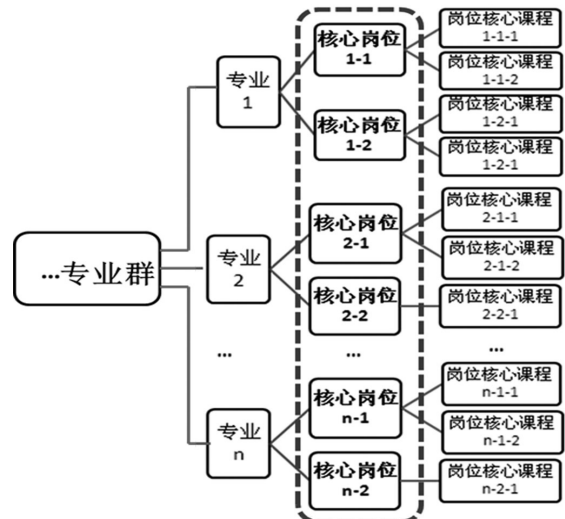 ...专业群
专业
1
核心岗位
1-1
岗位核心课程
1-1-1
岗位核心课程
1-1-2
核心岗位
1-2
岗位核心课程
1-2-1
岗位核心课程
1-2-1
专业
2
核心岗位
2-1
岗位核心课程
2-1-1
岗位核心课程
2-1-2
核心岗位
2-2
岗位核心课程
2-2-1
...
...
...
专业
n
核心岗位
n-1
岗位核心课程
n-1-1
岗位核心课程
n-1-2
核心岗位
n-2
岗位核心课程
n-2-1